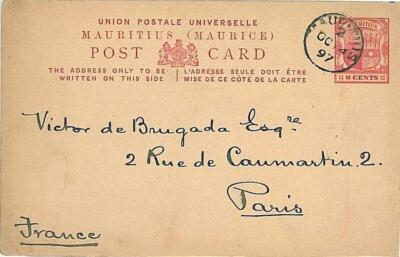 UNION POSTALE UNIVERSELLE
MAURITIUS (MAURICE)
POST CARD
THE ADDRESS ONLY TO BE WRITTEN ON THIS SIDE
L'ADRESSE SEULE DOIT ÊTRE MISE DE CE CÔTÉ DE LA CARTE
MAURITIUS
OC
97
MAURITIUS
8 CENTS
Victor de Brugada Esqre.
2 Rue de Caumartin. 2.
Paris
France